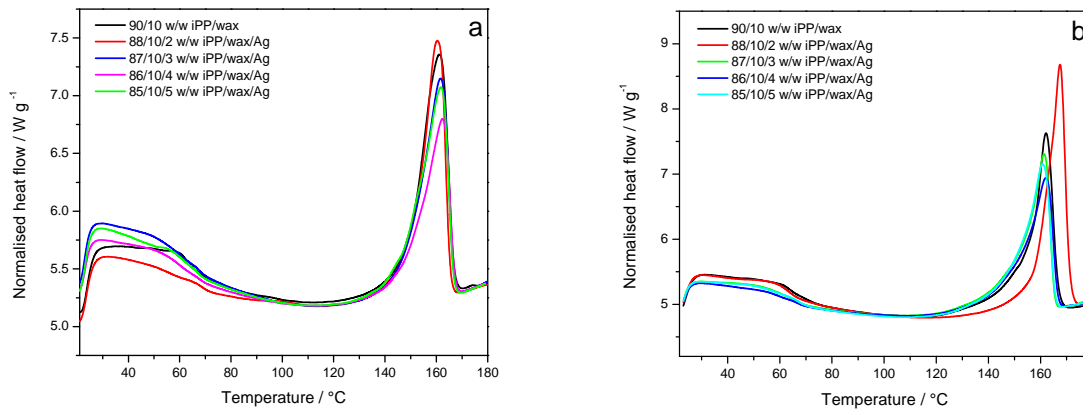 a
90/10 w/w iPP/wax
88/10/2 w/w iPP/wax/Ag
87/10/3 w/w iPP/wax/Ag
86/10/4 w/w iPP/wax/Ag
85/10/5 w/w iPP/wax/Ag
7.5
7.0
6.5
6.0
5.5
5.0
Normalised heat flow / W g⁻¹
40 60 80 100 120 140 160 180
Temperature / °C
b
90/10 w/w iPP/wax
88/10/2 w/w iPP/wax/Ag
87/10/3 w/w iPP/wax/Ag
86/10/4 w/w iPP/wax/Ag
85/10/5 w/w iPP/wax/Ag
9
8
7
6
5
Normalised heat flow / W g⁻¹
40 60 80 100 120 140 160
Temperature / °C